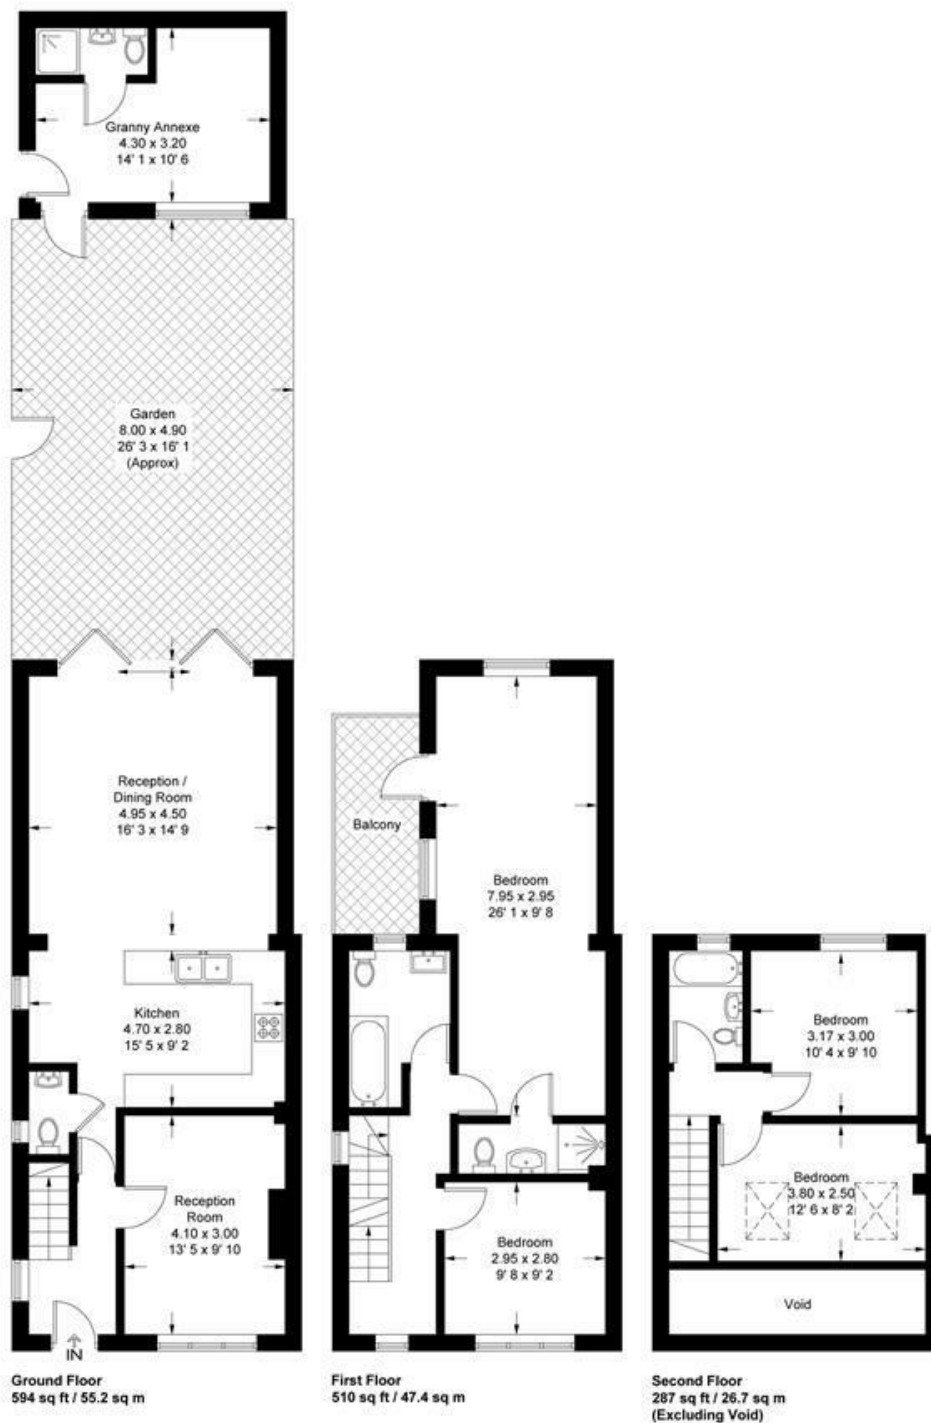 Granny Annexe
4.30 x 3.20
14' 1 x 10' 6
Garden
8.00 x 4.90
26' 3 x 16' 1
(Approx)
Reception /
Dining Room
4.95 x 4.50
16' 3 x 14' 9
Kitchen
4.70 x 2.80
15' 5 x 9' 2
Reception
Room
4.10 x 3.00
13' 5 x 9' 10
IN
Ground Floor
594 sq ft / 55.2 sq m
Balcony
Bedroom
7.95 x 2.95
26' 1 x 9' 8
Bedroom
2.95 x 2.80
9' 8 x 9' 2
First Floor
510 sq ft / 47.4 sq m
Bedroom
3.17 x 3.00
10' 4 x 9' 10
Bedroom
3.80 x 2.50
12' 6 x 8' 2
Void
Second Floor
287 sq ft / 26.7 sq m
(Excluding Void)